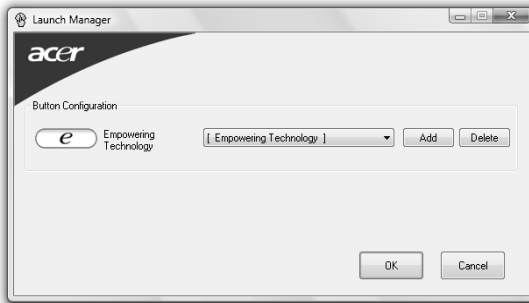 Launch Manager
acer
Button Configuration
e
Empowering
Technology
[ Empowering Technology ]
Add
Delete
OK
Cancel